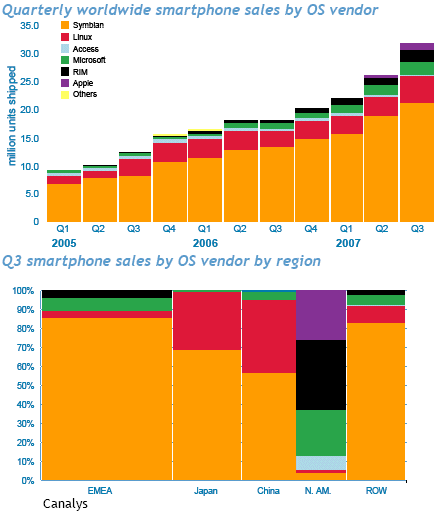 Quarterly worldwide smartphone sales by OS vendor
million units shipped
35.0
30.0
25.0
20.0
15.0
10.0
5.0
0.0
Symbian
Linux
Access
Microsoft
RIM
Apple
Others
Q1 Q2 Q3 Q4 Q1 Q2 Q3 Q4 Q1 Q2 Q3
2005 2006 2007
Q3 smartphone sales by OS vendor by region
100%
90%
80%
70%
60%
50%
40%
30%
20%
10%
0%
EMEA Japan China N. AM. ROW
Canalys